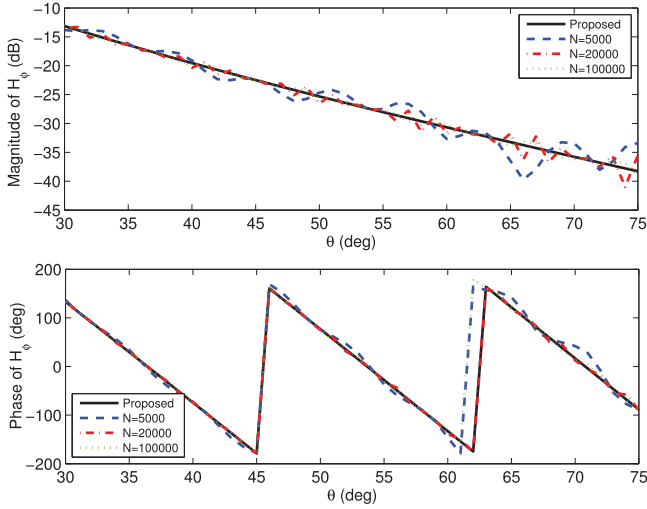 Magnitude of Hϕ (dB)
−10
−15
−20
−25
−30
−35
−40
−45
30 35 40 45 50 55 60 65 70 75
θ (deg)
Proposed
N=5000
N=20000
N=100000
Phase of Hϕ (deg)
200
100
0
−100
−200
30 35 40 45 50 55 60 65 70 75
θ (deg)
Proposed
N=5000
N=20000
N=100000